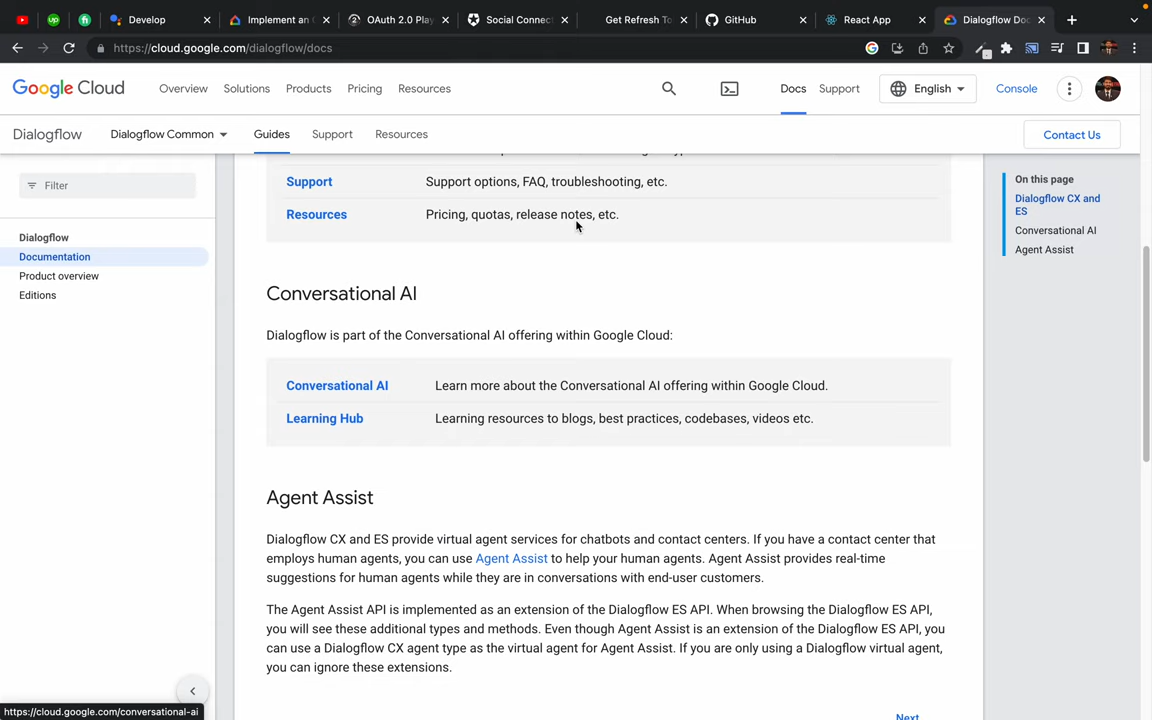 Develop
Implement an
OAuth 2.0 Play
Social Connect
Get Refresh To
GitHub
React App
Dialogflow Doc
https://cloud.google.com/dialogflow/docs
Google Cloud
Overview
Solutions
Products
Pricing
Resources
Docs
Support
English
Console
Dialogflow
Dialogflow Common
Guides
Support
Resources
Contact Us
Filter
Dialogflow
Documentation
Product overview
Editions
Support Support options, FAQ, troubleshooting, etc.
Resources Pricing, quotas, release notes, etc.
Conversational AI
Dialogflow is part of the Conversational AI offering within Google Cloud:
Conversational AI Learn more about the Conversational AI offering within Google Cloud.
Learning Hub Learning resources to blogs, best practices, codebases, videos etc.
Agent Assist
Dialogflow CX and ES provide virtual agent services for chatbots and contact centers. If you have a contact center that
employs human agents, you can use Agent Assist to help your human agents. Agent Assist provides real-time
suggestions for human agents while they are in conversations with end-user customers.
The Agent Assist API is implemented as an extension of the Dialogflow ES API. When browsing the Dialogflow ES API,
you will see these additional types and methods. Even though Agent Assist is an extension of the Dialogflow ES API, you
can use a Dialogflow CX agent type as the virtual agent for Agent Assist. If you are only using a Dialogflow virtual agent,
you can ignore these extensions.
Next
On this page
Dialogflow CX and
ES
Conversational AI
Agent Assist
https://cloud.google.com/conversational-ai